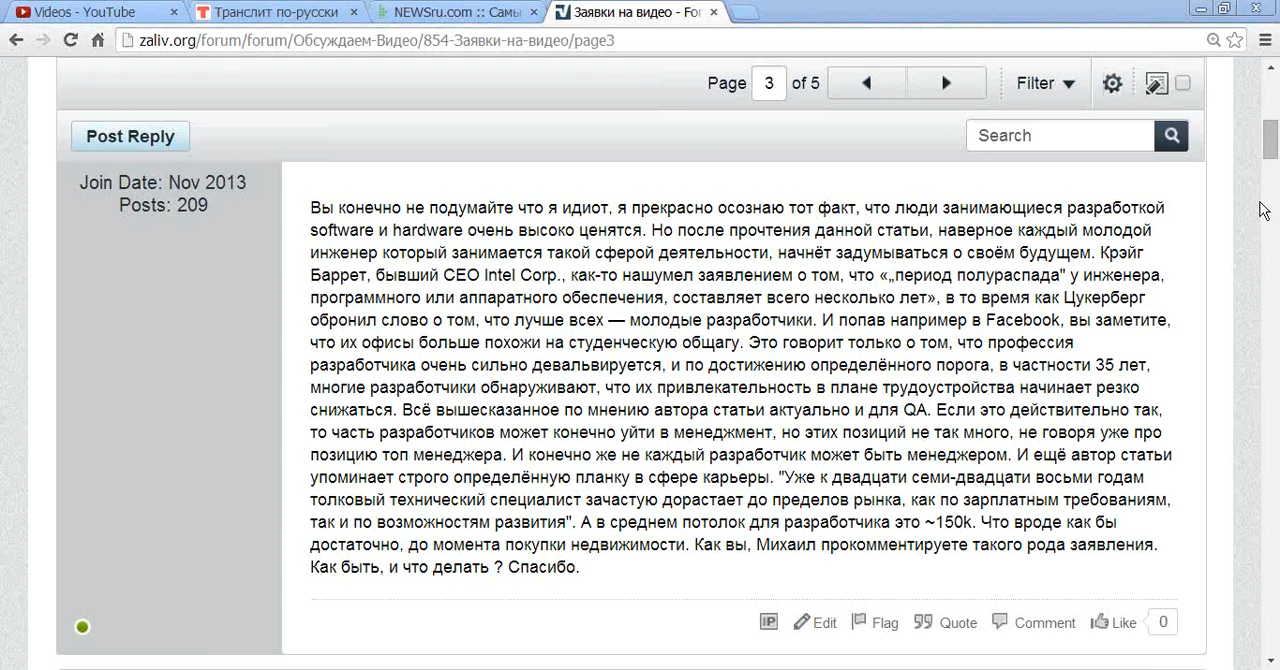 Videos - YouTube
Транслит по-русски
NEWSru.com :: Самы
Заявки на видео - For
zaliv.org/forum/forum/Обсуждаем-Видео/854-Заявки-на-видео/page3
Page 3 of 5
Filter
Post Reply
Search
Join Date: Nov 2013
Posts: 209
Вы конечно не подумайте что я идиот, я прекрасно осознаю тот факт, что люди занимающиеся разработкой
software и hardware очень высоко ценятся. Но после прочтения данной статьи, наверное каждый молодой
инженер который занимается такой сферой деятельности, начнёт задумываться о своём будущем. Крэйг
Баррет, бывший CEO Intel Corp., как-то нашумел заявлением о том, что «„период полураспада" у инженера,
программного или аппаратного обеспечения, составляет всего несколько лет», в то время как Цукерберг
обронил слово о том, что лучше всех — молодые разработчики. И попав например в Facebook, вы заметите,
что их офисы больше похожи на студенческую общагу. Это говорит только о том, что профессия
разработчика очень сильно девальвируется, и по достижению определённого порога, в частности 35 лет,
многие разработчики обнаруживают, что их привлекательность в плане трудоустройства начинает резко
снижаться. Всё вышесказанное по мнению автора статьи актуально и для QA. Если это действительно так,
то часть разработчиков может конечно уйти в менеджмент, но этих позиций не так много, не говоря уже про
позицию топ менеджера. И конечно же не каждый разработчик может быть менеджером. И ещё автор статьи
упоминает строго определённую планку в сфере карьеры. "Уже к двадцати семи-двадцати восьми годам
толковый технический специалист зачастую дорастает до пределов рынка, как по зарплатным требованиям,
так и по возможностям развития". А в среднем потолок для разработчика это ~150k. Что вроде как бы
достаточно, до момента покупки недвижимости. Как вы, Михаил прокомментируете такого рода заявления.
Как быть, и что делать ? Спасибо.
IP Edit Flag Quote Comment Like 0